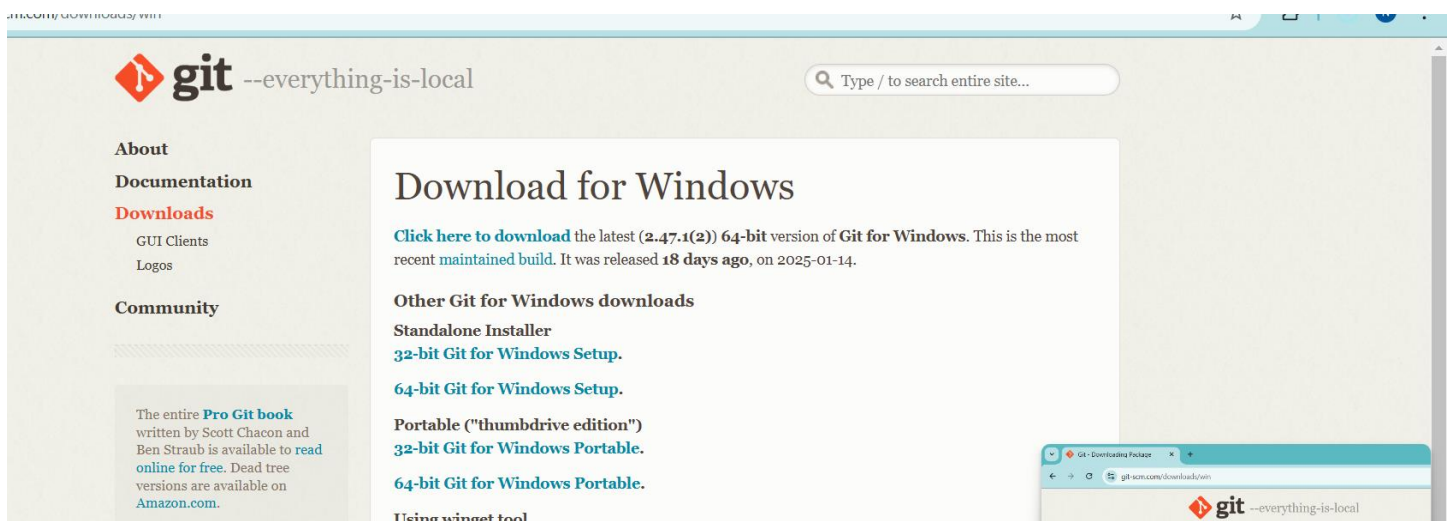 git --everything-is-local
Type / to search entire site...
About
Documentation
Downloads
GUI Clients
Logos
Community
The entire Pro Git book
written by Scott Chacon and
Ben Straub is available to read
online for free. Dead tree
versions are available on
Amazon.com.
Download for Windows
Click here to download the latest (2.47.1(2)) 64-bit version of Git for Windows. This is the most
recent maintained build. It was released 18 days ago, on 2025-01-14.
Other Git for Windows downloads
Standalone Installer
32-bit Git for Windows Setup.
64-bit Git for Windows Setup.
Portable ("thumbdrive edition")
32-bit Git for Windows Portable.
64-bit Git for Windows Portable.
Using winget tool
Git - Downloading Package
git-scm.com/downloads/win
git --everything-is-local